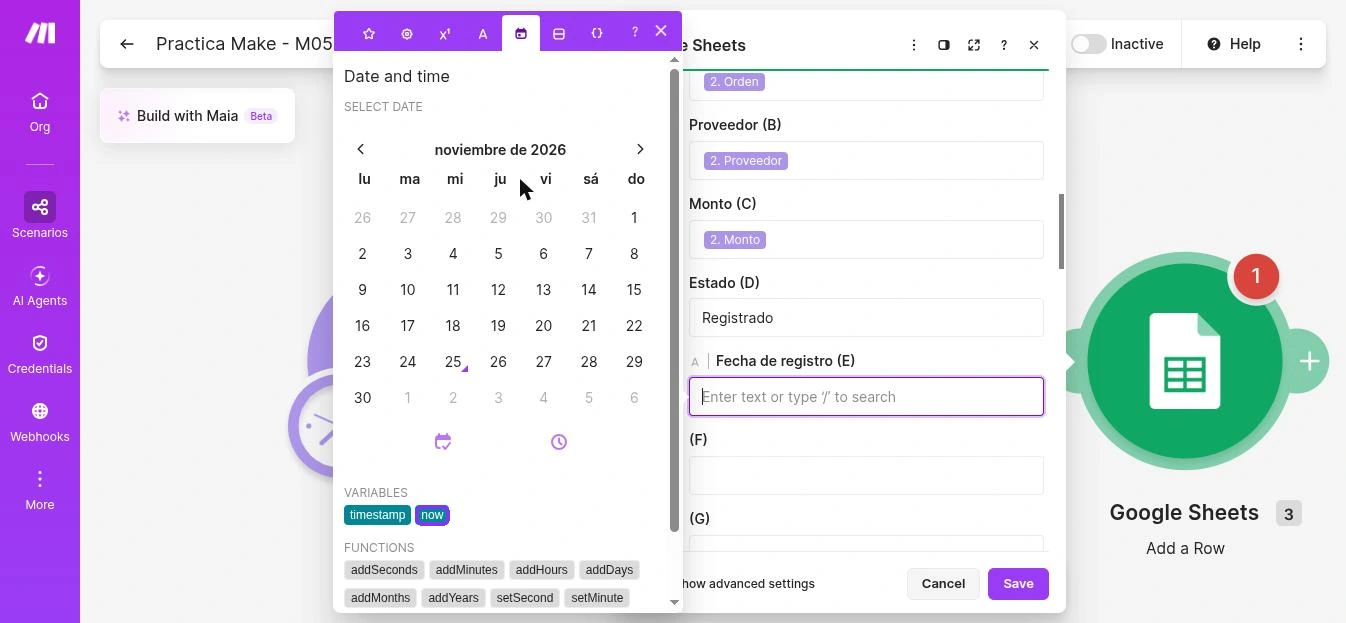 Practica Make - M05
Inactive
Help
Build with Maia Beta
Org
Scenarios
AI Agents
Credentials
Webhooks
More
x¹ A {} ?
Date and time
SELECT DATE
noviembre de 2026
lu ma mi ju vi sá do
26 27 28 29 30 31 1
2 3 4 5 6 7 8
9 10 11 12 13 14 15
16 17 18 19 20 21 22
23 24 25 26 27 28 29
30 1 2 3 4 5 6
VARIABLES
timestamp now
FUNCTIONS
addSeconds addMinutes addHours addDays
addMonths addYears setSecond setMinute
Sheets
?
2. Orden
Proveedor (B)
2. Proveedor
Monto (C)
2. Monto
Estado (D)
Registrado
A Fecha de registro (E)
Enter text or type ‘/’ to search
(F)
(G)
how advanced settings
Cancel
Save
1
Google Sheets 3
Add a Row